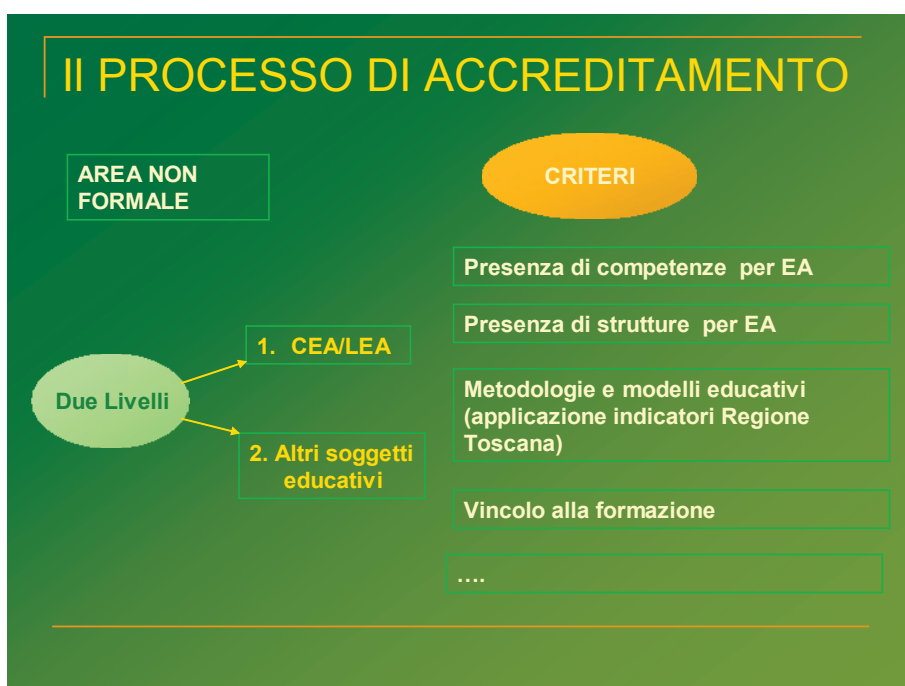 Il PROCESSO DI ACCREDITAMENTO
AREA NON
FORMALE
CRITERI
Presenza di competenze per EA
Presenza di strutture per EA
1. CEA/LEA
Due Livelli
Metodologie e modelli educativi
(applicazione indicatori Regione
Toscana)
2. Altri soggetti
educativi
Vincolo alla formazione
….